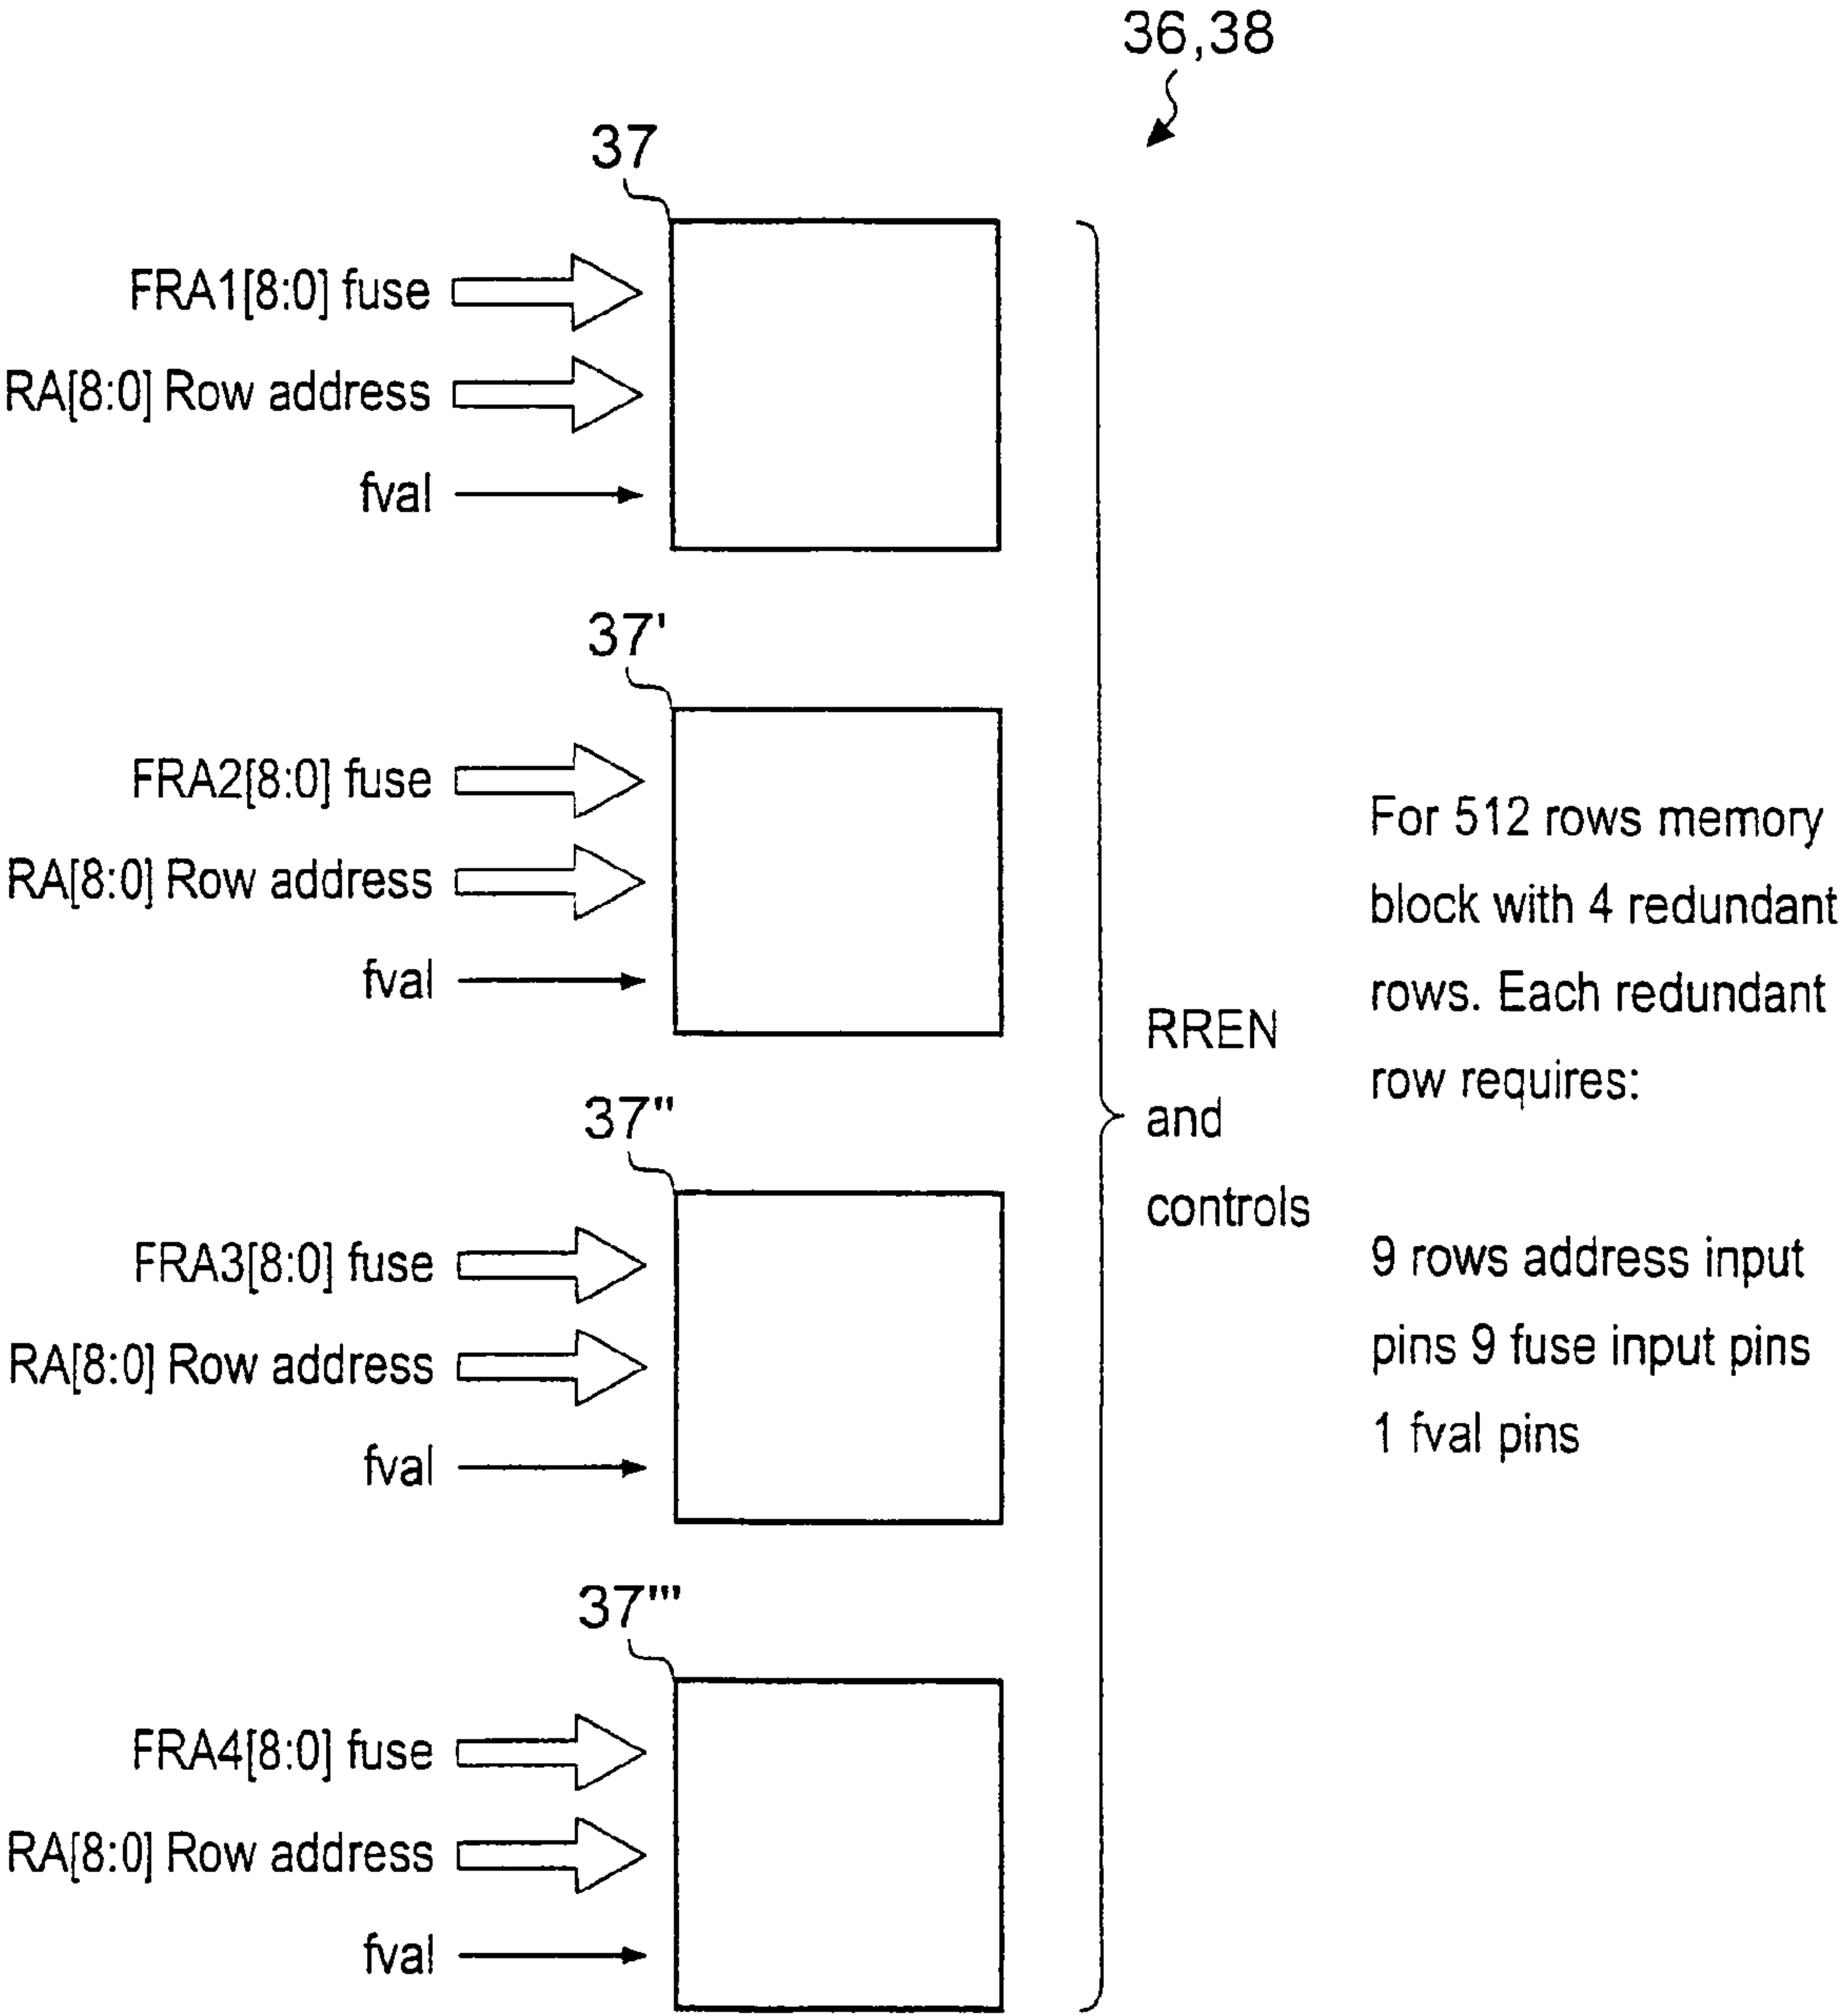 36,38
37
FRA1[8:0] fuse
RA[8:0] Row address
fval
37'
FRA2[8:0] fuse
RA[8:0] Row address
fval
37"
FRA3[8:0] fuse
RA[8:0] Row address
fval
37'"
FRA4[8:0] fuse
RA[8:0] Row address
fval
RREN
and
controls
For 512 rows memory
block with 4 redundant
rows. Each redundant
row requires:
9 rows address input
pins 9 fuse input pins
1 fval pins